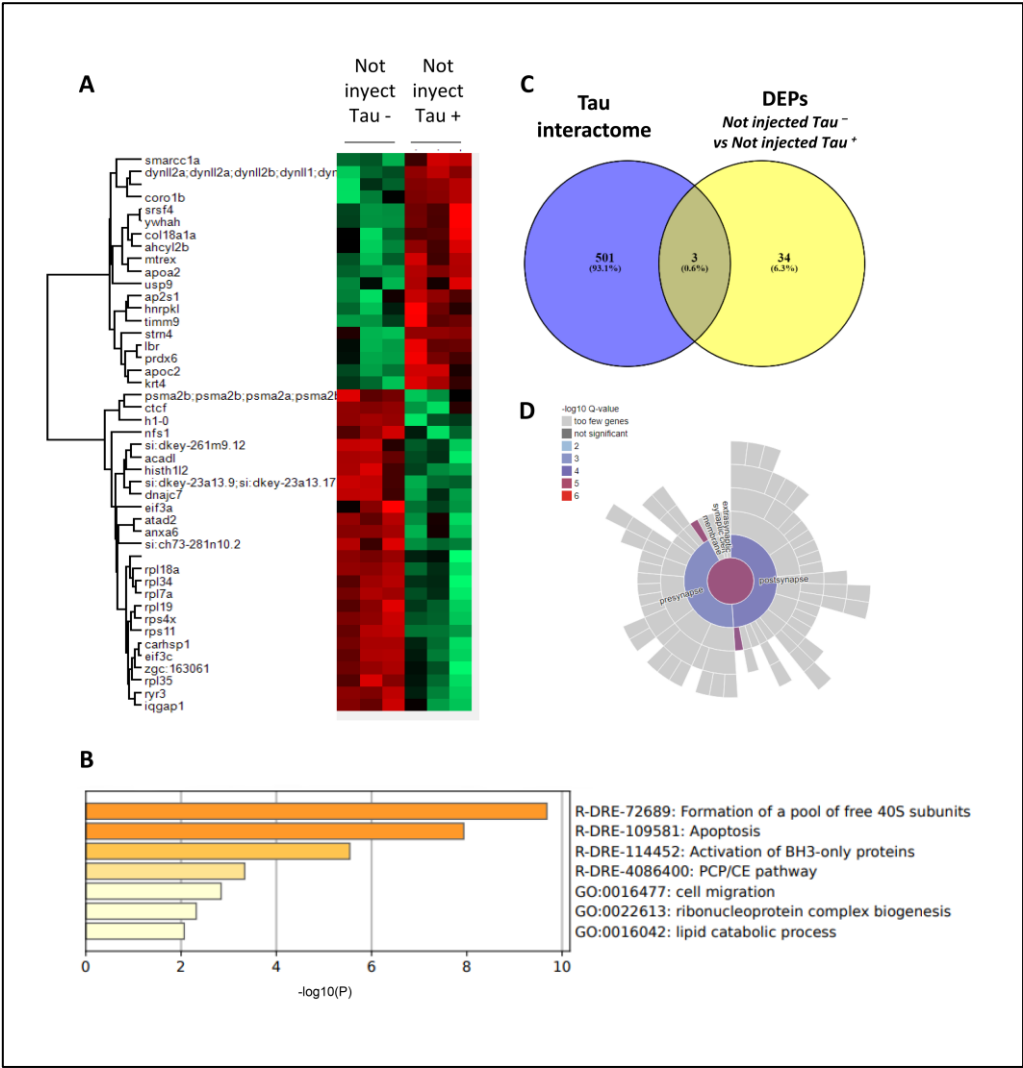 A
Not
inyect
Tau -
Not
inyect
Tau +
smarcc1a
dynll2a;dynll2a;dynll2b;dynll1;dyn
coro1b
srsf4
ywhah
col18a1a
ahcyl2b
mtrex
apoa2
usp9
ap2s1
hnrpkl
timm9
strn4
lbr
prdx6
apoc2
krt4
psma2b;psma2b;psma2a;psma2b
ctcf
h1-0
nfs1
si:dkey-261m9.12
acadl
histh1l2
si:dkey-23a13.9;si:dkey-23a13.17
dnajc7
eif3a
atad2
anxa6
si:ch73-281n10.2
rpl18a
rpl34
rpl7a
rpl19
rps4x
rps11
carhsp1
eif3c
zgc:163061
rpl35
ryr3
iqgap1
C
Tau
interactome
DEPs
Not injected Tau –
vs Not injected Tau +
501
(93.1%)
3
(0.6%)
34
(6.3%)
D
-log10 Q-value
too few genes
not significant
2
3
4
5
6
extrasynaptic
synaptic cleft
membrane
presynapse
postsynapse
B
R-DRE-72689: Formation of a pool of free 40S subunits
R-DRE-109581: Apoptosis
R-DRE-114452: Activation of BH3-only proteins
R-DRE-4086400: PCP/CE pathway
GO:0016477: cell migration
GO:0022613: ribonucleoprotein complex biogenesis
GO:0016042: lipid catabolic process
0 2 4 6 8 10
-log10(P)